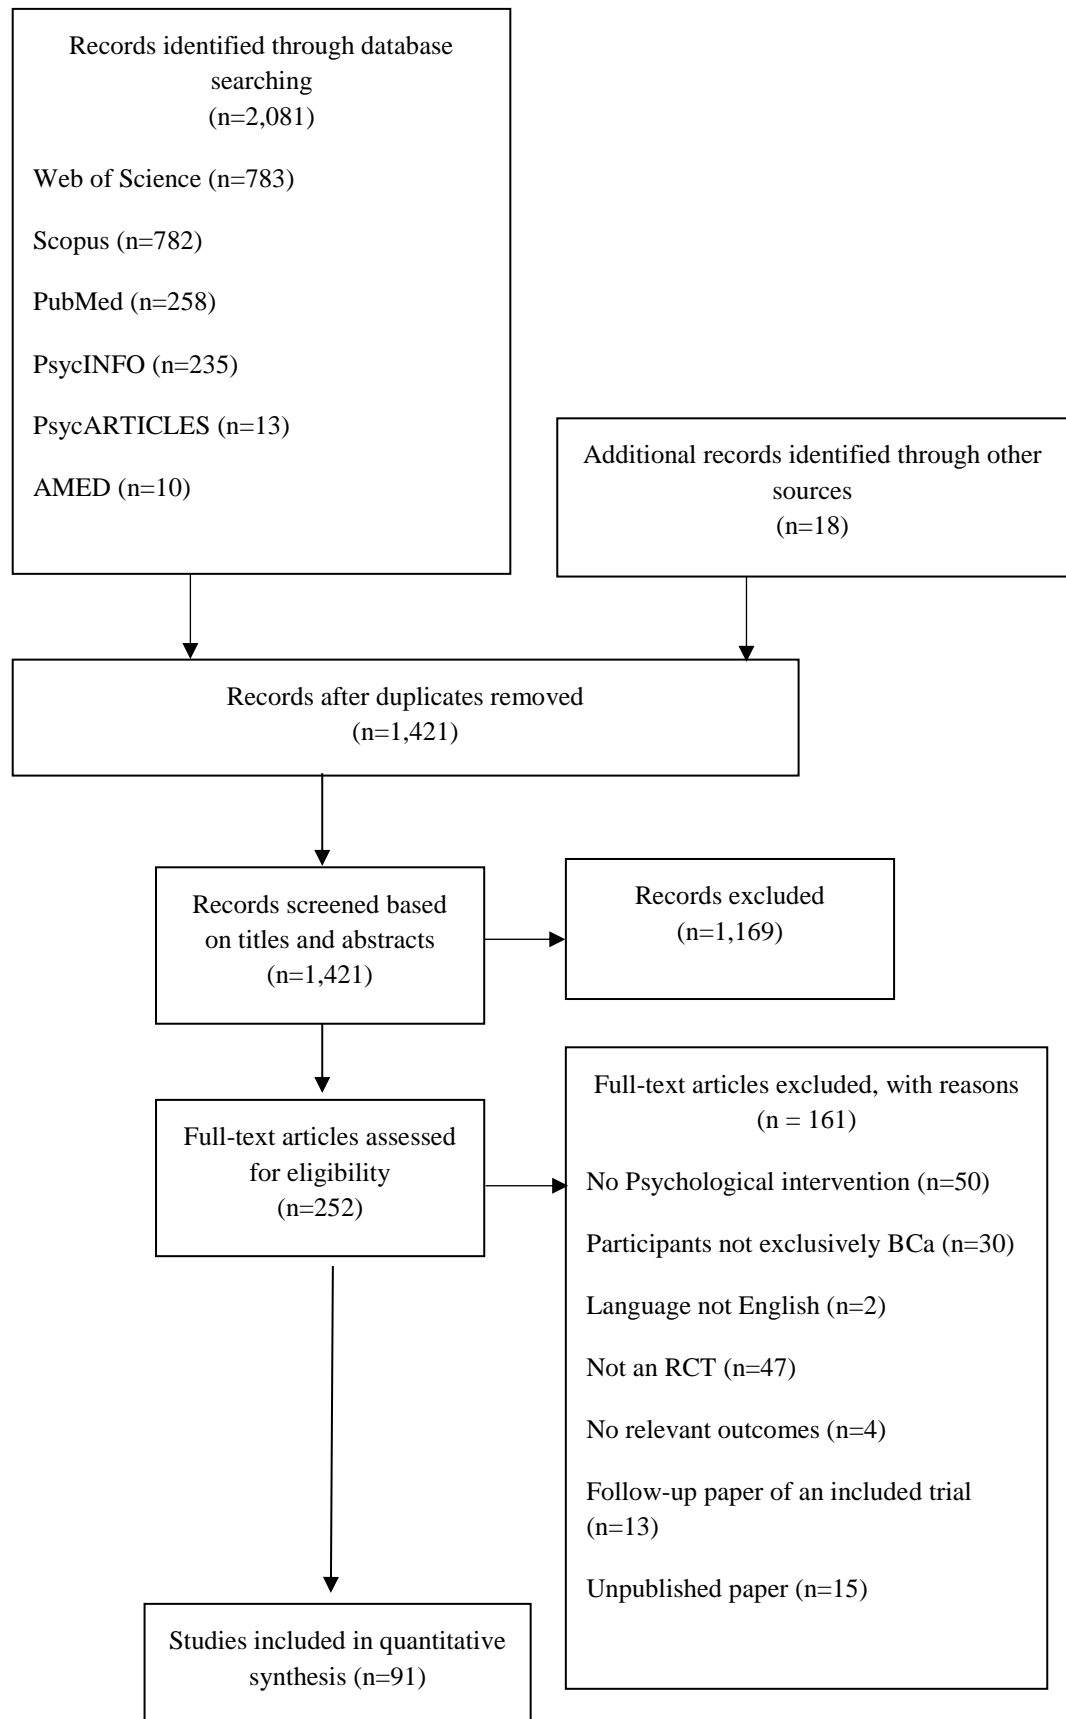 Records identified through database
searching
(n=2,081)
Web of Science (n=783)
Scopus (n=782)
PubMed (n=258)
PsycINFO (n=235)
PsycARTICLES (n=13)
AMED (n=10)
Additional records identified through other
sources
(n=18)
Records after duplicates removed
(n=1,421)
Records screened based
on titles and abstracts
(n=1,421)
Records excluded
(n=1,169)
Full-text articles assessed
for eligibility
(n=252)
Full-text articles excluded, with reasons
(n = 161)
No Psychological intervention (n=50)
Participants not exclusively BCa (n=30)
Language not English (n=2)
Not an RCT (n=47)
No relevant outcomes (n=4)
Follow-up paper of an included trial
(n=13)
Unpublished paper (n=15)
Studies included in quantitative
synthesis (n=91)